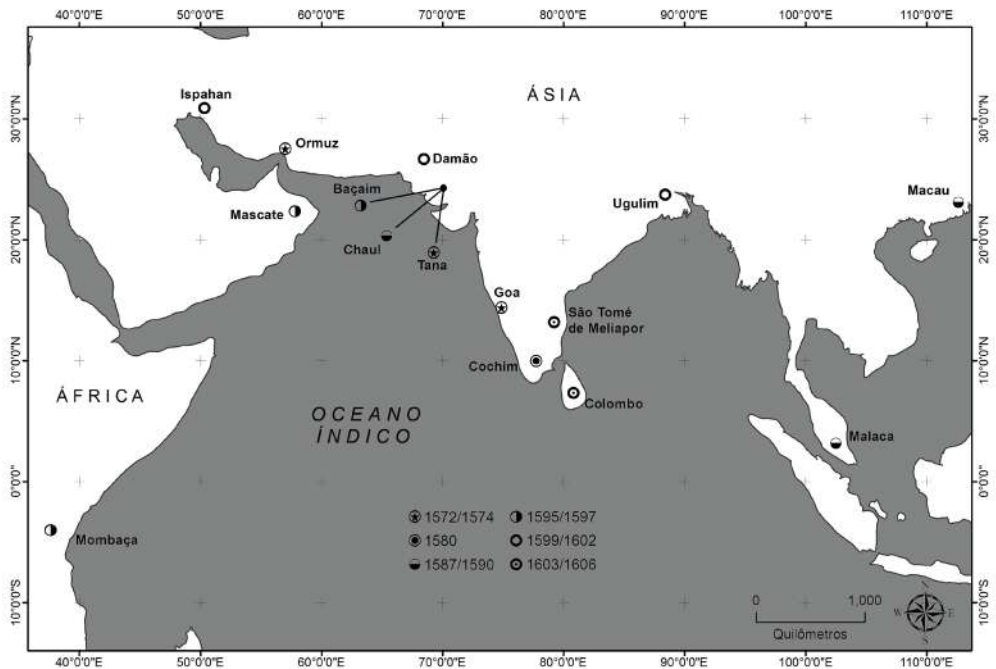 40°0'0"E 50°0'0"E 60°0'0"E 70°0'0"E 80°0'0"E 90°0'0"E 100°0'0"E 110°0'0"E
30°0'0"N
20°0'0"N
10°0'0"N
0°0'0"
10°0'0"S
ÁSIA
Ispahan
Ormuz
Damão
Baçaim
Mascate
Ugulim
Macau
Chaul
Tana
Goa
São Tomé
de Meliapor
Cochim
ÁFRICA
Colombo
OCEANO
ÍNDICO
Malaca
Mombaça
1572/1574
1580
1587/1590
1595/1597
1599/1602
1603/1606
N
W E
S
0 1,000
Quilômetros
30°0'0"N
20°0'0"N
10°0'0"N
0°0'0"
10°0'0"S
40°0'0"E 50°0'0"E 60°0'0"E 70°0'0"E 80°0'0"E 90°0'0"E 100°0'0"E 110°0'0"E